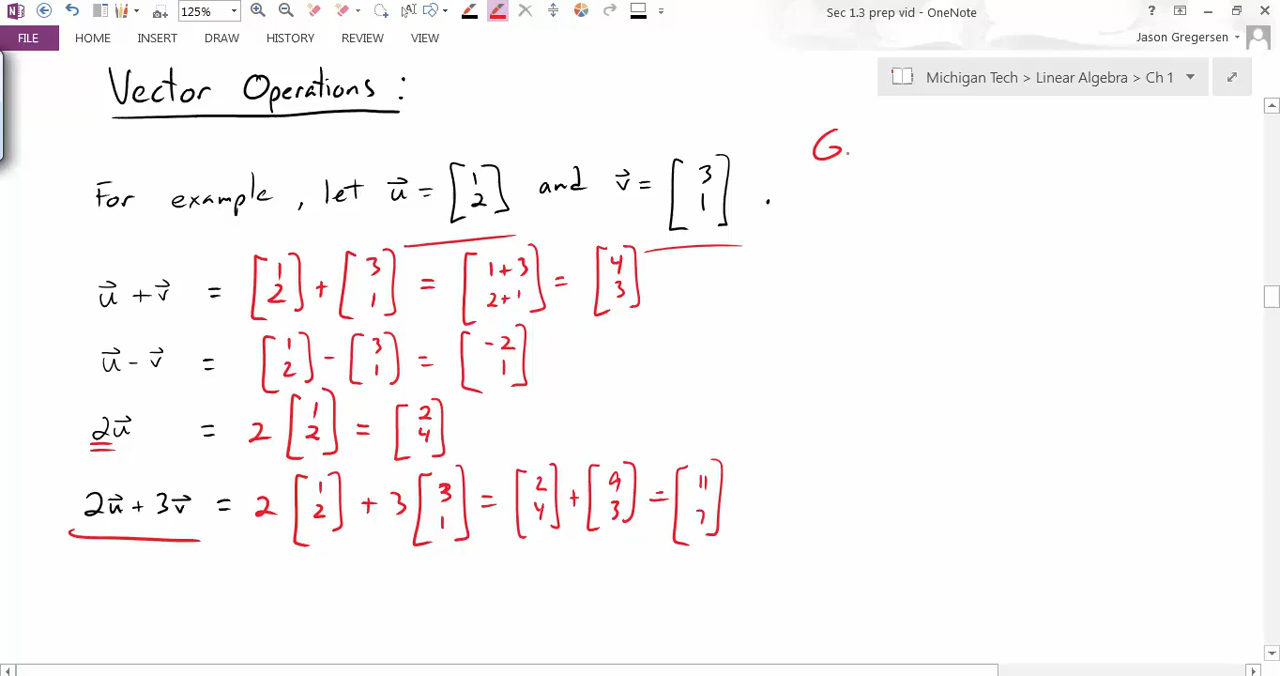 125% Sec 1.3 prep vid - OneNote ?
FILE HOME INSERT DRAW HISTORY REVIEW VIEW Jason Gregersen
Michigan Tech > Linear Algebra > Ch 1
Vector Operations :
G.
For example, let u⃗ = [1 2] and v⃗ = [3 1] .
u⃗ + v⃗ = [1 2] + [3 1] = [1+3 2+1] = [4 3]
u⃗ - v⃗ = [1 2] - [3 1] = [-2 1]
2u⃗ = 2 [1 2] = [2 4]
2u⃗ + 3v⃗ = 2 [1 2] + 3 [3 1] = [2 4] + [9 3] = [11 7]